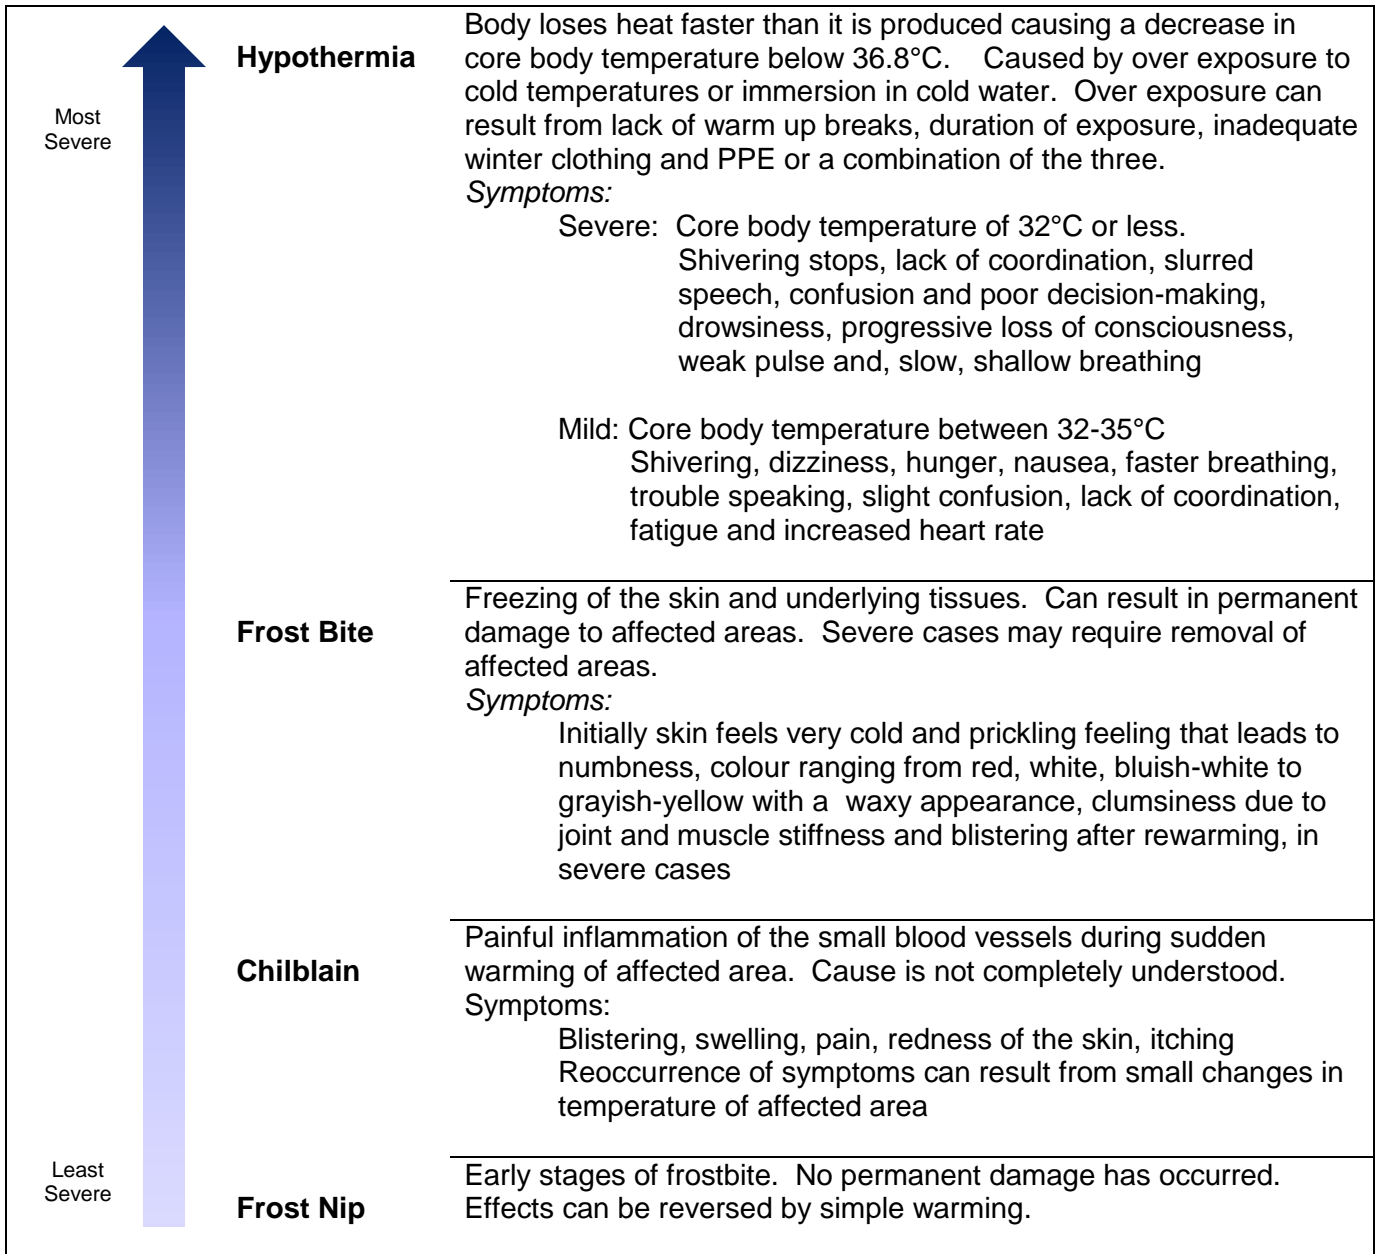 Hypothermia
Most
Severe
Body loses heat faster than it is produced causing a decrease in
core body temperature below 36.8°C. Caused by over exposure to
cold temperatures or immersion in cold water. Over exposure can
result from lack of warm up breaks, duration of exposure, inadequate
winter clothing and PPE or a combination of the three.
Symptoms:
Severe: Core body temperature of 32°C or less.
Shivering stops, lack of coordination, slurred
speech, confusion and poor decision-making,
drowsiness, progressive loss of consciousness,
weak pulse and, slow, shallow breathing
Mild: Core body temperature between 32-35°C
Shivering, dizziness, hunger, nausea, faster breathing,
trouble speaking, slight confusion, lack of coordination,
fatigue and increased heart rate
Frost Bite
Freezing of the skin and underlying tissues. Can result in permanent
damage to affected areas. Severe cases may require removal of
affected areas.
Symptoms:
Initially skin feels very cold and prickling feeling that leads to
numbness, colour ranging from red, white, bluish-white to
grayish-yellow with a waxy appearance, clumsiness due to
joint and muscle stiffness and blistering after rewarming, in
severe cases
Chilblain
Painful inflammation of the small blood vessels during sudden
warming of affected area. Cause is not completely understood.
Symptoms:
Blistering, swelling, pain, redness of the skin, itching
Reoccurrence of symptoms can result from small changes in
temperature of affected area
Least
Severe
Frost Nip
Early stages of frostbite. No permanent damage has occurred.
Effects can be reversed by simple warming.